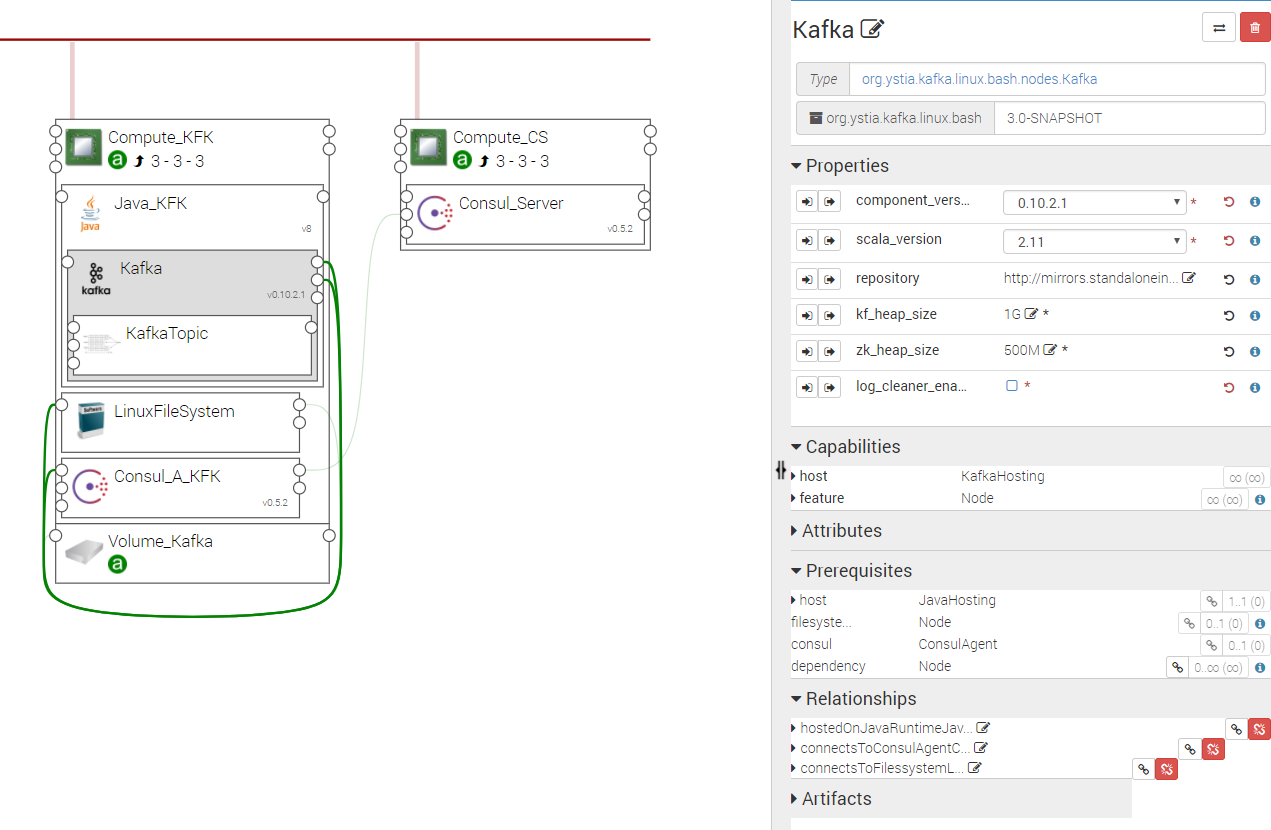 Compute_KFK
a 3 - 3 - 3
Java_KFK
Java
v8
Kafka
kafka
v0.10.2.1
KafkaTopic
LinuxFileSystem
Software
Consul_A_KFK
v0.5.2
Volume_Kafka
a
Compute_CS
a 3 - 3 - 3
Consul_Server
v0.5.2
Kafka
Type org.ystia.kafka.linux.bash.nodes.Kafka
org.ystia.kafka.linux.bash 3.0-SNAPSHOT
Properties
component_vers... 0.10.2.1 *
scala_version 2.11 *
repository http://mirrors.standalonein...
kf_heap_size 1G *
zk_heap_size 500M *
log_cleaner_ena... *
Capabilities
host KafkaHosting ∞ (∞)
feature Node ∞ (∞)
Attributes
Prerequisites
host JavaHosting 1..1 (0)
filesyste... Node 0..1 (0)
consul ConsulAgent 0..1 (0)
dependency Node 0..∞ (∞)
Relationships
hostedOnJavaRuntimeJav...
connectsToConsulAgentC...
connectsToFilessystemL...
Artifacts